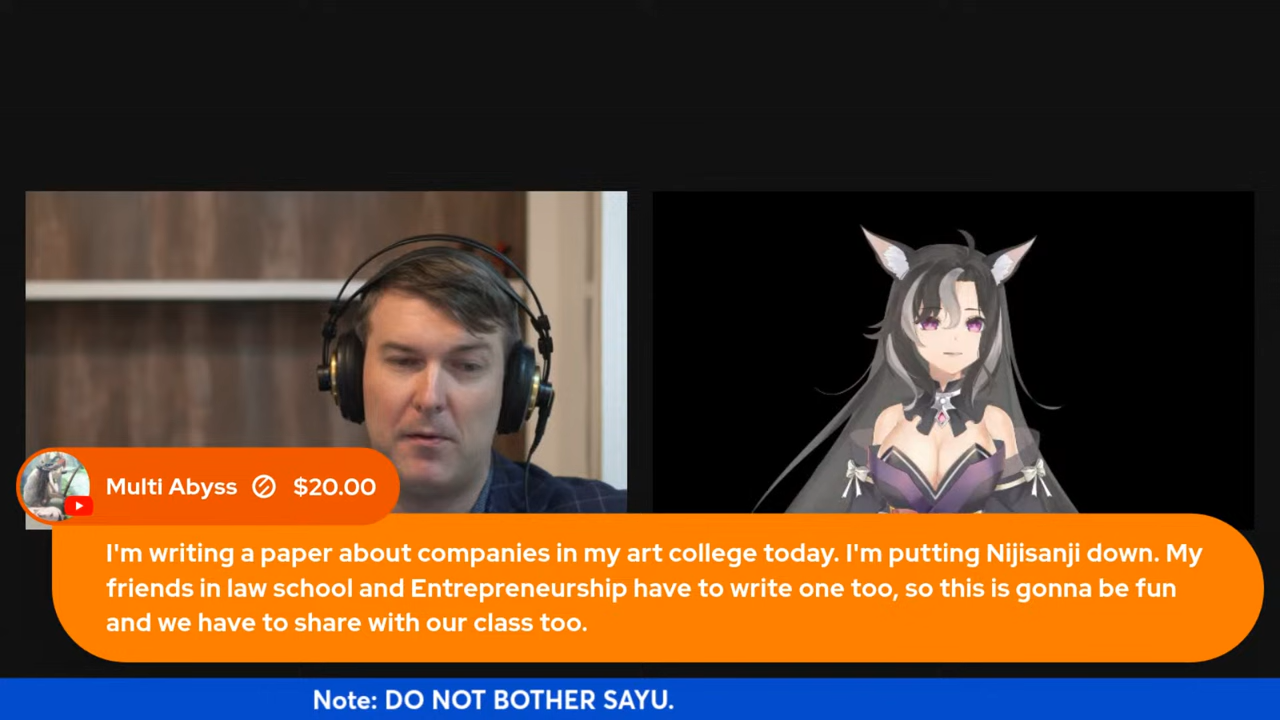 Multi Abyss $20.00
I'm writing a paper about companies in my art college today. I'm putting Nijisanji down. My
friends in law school and Entrepreneurship have to write one too, so this is gonna be fun
and we have to share with our class too.
Note: DO NOT BOTHER SAYU.